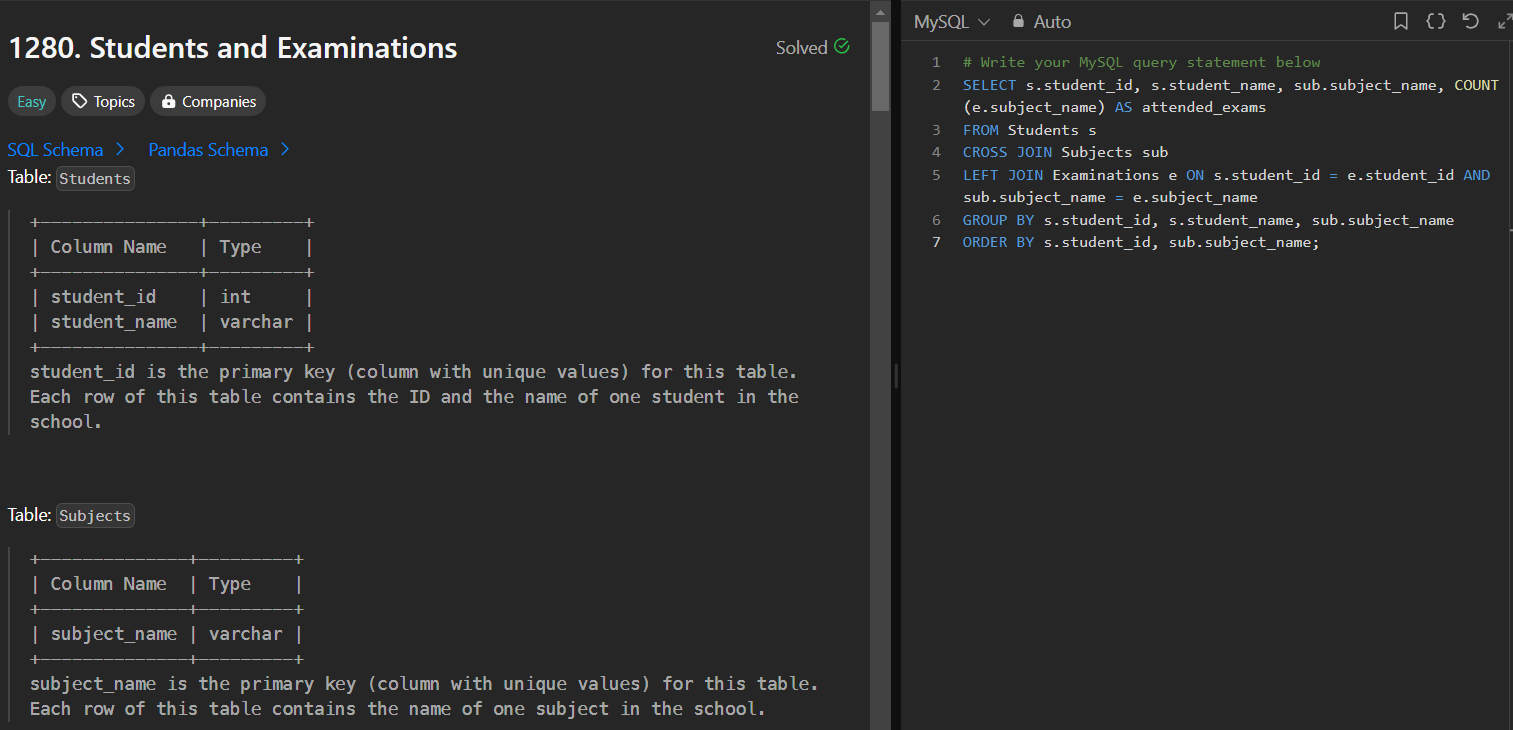 1280. Students and Examinations
Solved
Easy
Topics
Companies
SQL Schema >
Pandas Schema >
Table: Students
+---------------+---------+
| Column Name   | Type    |
+---------------+---------+
| student_id    | int     |
| student_name  | varchar |
+---------------+---------+
student_id is the primary key (column with unique values) for this table.
Each row of this table contains the ID and the name of one student in the
school.
Table: Subjects
+--------------+---------+
| Column Name  | Type    |
+--------------+---------+
| subject_name | varchar |
+--------------+---------+
subject_name is the primary key (column with unique values) for this table.
Each row of this table contains the name of one subject in the school.
MySQL
Auto
1 # Write your MySQL query statement below
2 SELECT s.student_id, s.student_name, sub.subject_name, COUNT
(e.subject_name) AS attended_exams
3 FROM Students s
4 CROSS JOIN Subjects sub
5 LEFT JOIN Examinations e ON s.student_id = e.student_id AND
sub.subject_name = e.subject_name
6 GROUP BY s.student_id, s.student_name, sub.subject_name
7 ORDER BY s.student_id, sub.subject_name;